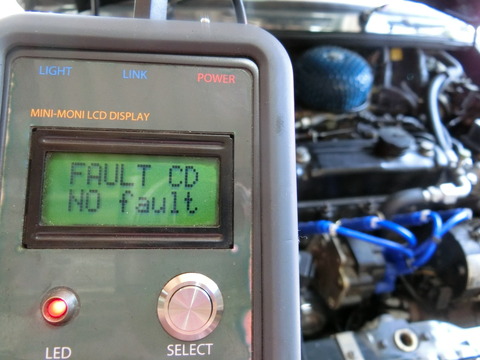 LIGHT LINK POWER
MINI-MONI LCD DISPLAY
FAULT CD
NO fault
LED SELECT